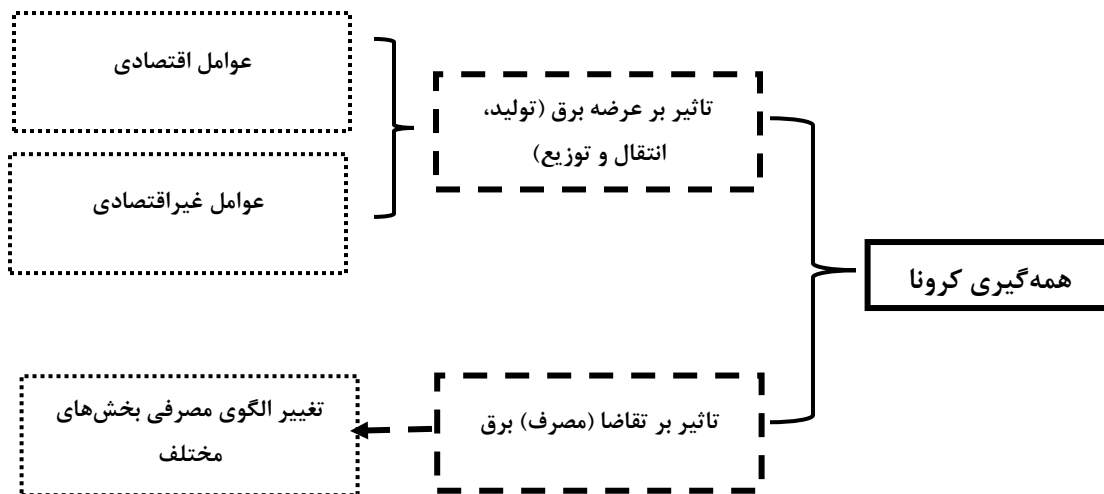 همه‌گیری کرونا
تاثیر بر عرضه برق (تولید،
انتقال و توزیع)
عوامل اقتصادی
عوامل غیراقتصادی
تاثیر بر تقاضا (مصرف) برق
تغییر الگوی مصرفی بخش‌های
مختلف